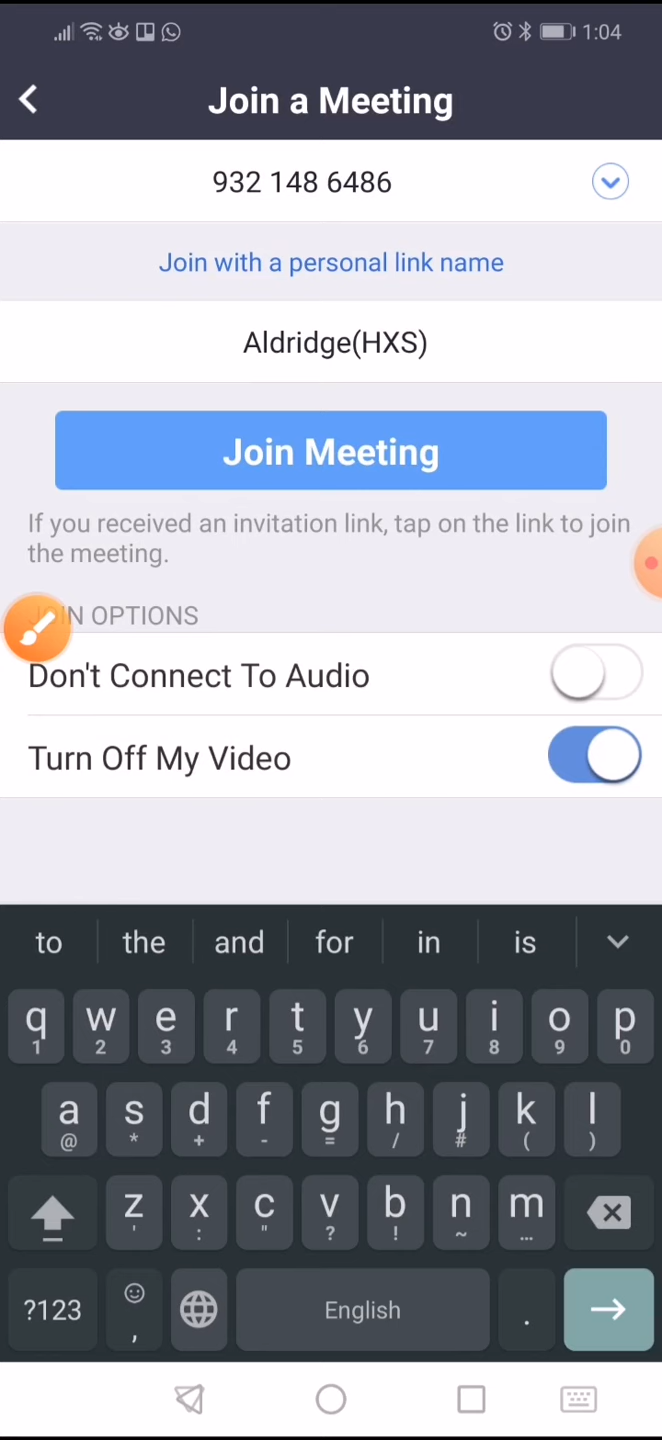 1:04
Join a Meeting
932 148 6486
Join with a personal link name
Aldridge(HXS)
Join Meeting
If you received an invitation link, tap on the link to join
the meeting.
IN OPTIONS
Don't Connect To Audio
Turn Off My Video
to the and for in is
q w e r t y u i o p
1 2 3 4 5 6 7 8 9 0
a s d f g h j k l
@ * + - = / # ( )
z x c v b n m
' : " ? ! ~ ...
?123 , English .